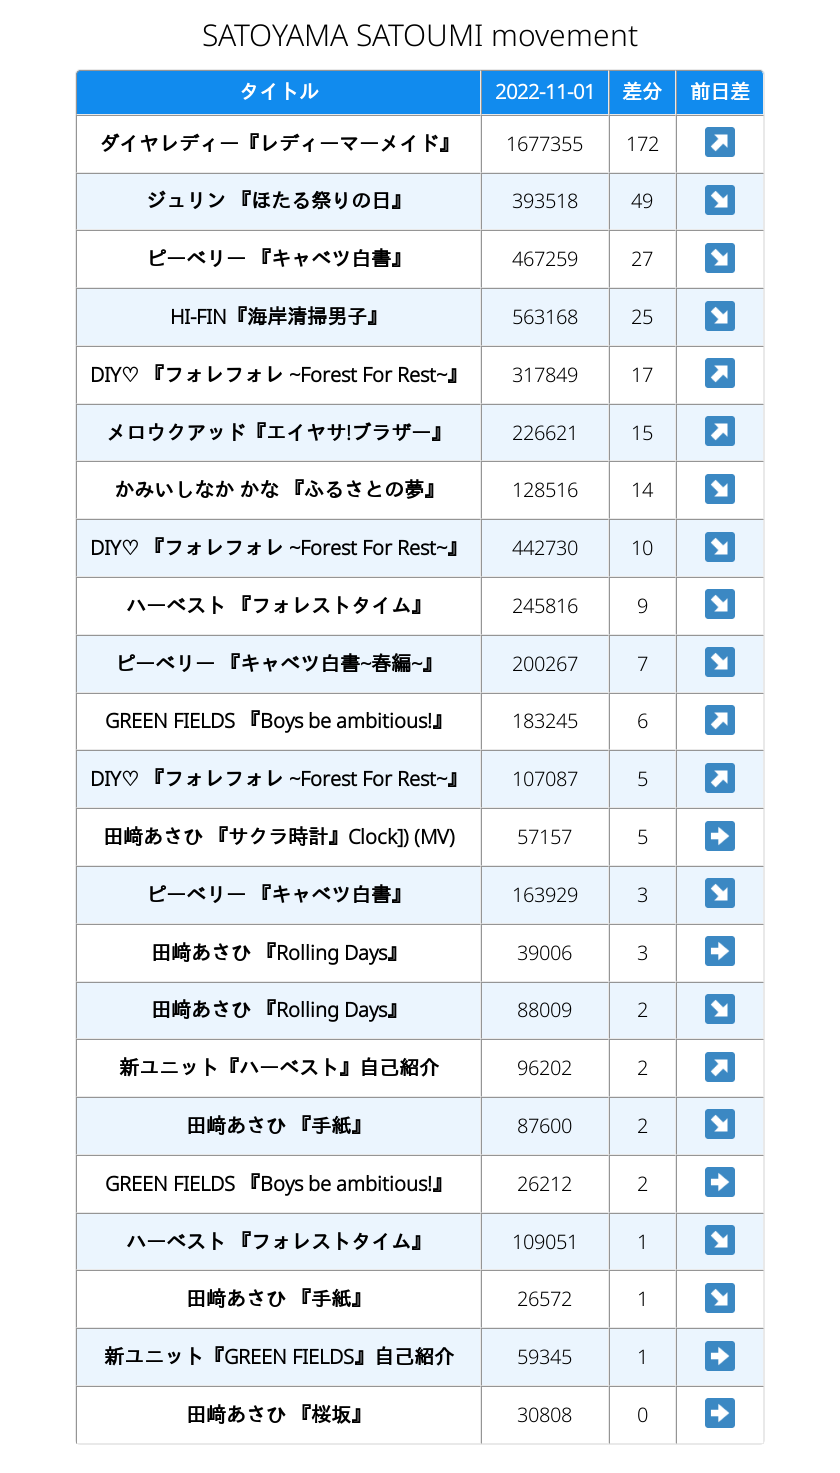 SATOYAMA SATOUMI movement
タイトル 2022-11-01 差分 前日差
ダイヤレディー『レディーマーメイド』 1677355 172 ↗
ジュリン 『ほたる祭りの日』 393518 49 ↘
ピーベリー 『キャベツ白書』 467259 27 ↘
HI-FIN『海岸清掃男子』 563168 25 ↘
DIY♡ 『フォレフォレ ~Forest For Rest~』 317849 17 ↗
メロウクアッド『エイヤサ!ブラザー』 226621 15 ↗
かみいしなか かな 『ふるさとの夢』 128516 14 ↘
DIY♡ 『フォレフォレ ~Forest For Rest~』 442730 10 ↘
ハーベスト 『フォレストタイム』 245816 9 ↘
ピーベリー 『キャベツ白書~春編~』 200267 7 ↘
GREEN FIELDS 『Boys be ambitious!』 183245 6 ↗
DIY♡ 『フォレフォレ ~Forest For Rest~』 107087 5 ↗
田﨑あさひ 『サクラ時計』Clock]) (MV) 57157 5 ➡
ピーベリー 『キャベツ白書』 163929 3 ↘
田﨑あさひ 『Rolling Days』 39006 3 ➡
田﨑あさひ 『Rolling Days』 88009 2 ↘
新ユニット『ハーベスト』自己紹介 96202 2 ↗
田﨑あさひ 『手紙』 87600 2 ↘
GREEN FIELDS 『Boys be ambitious!』 26212 2 ➡
ハーベスト 『フォレストタイム』 109051 1 ↘
田﨑あさひ 『手紙』 26572 1 ↘
新ユニット『GREEN FIELDS』自己紹介 59345 1 ➡
田﨑あさひ 『桜坂』 30808 0 ➡